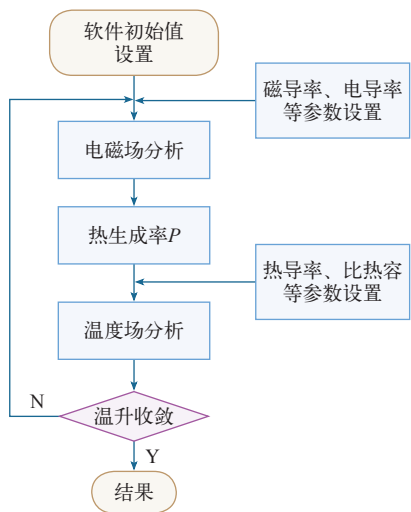 软件初始值
设置
磁导率、电导率
等参数设置
电磁场分析
热生成率P
热导率、比热容
等参数设置
温度场分析
N
温升收敛
Y
结果